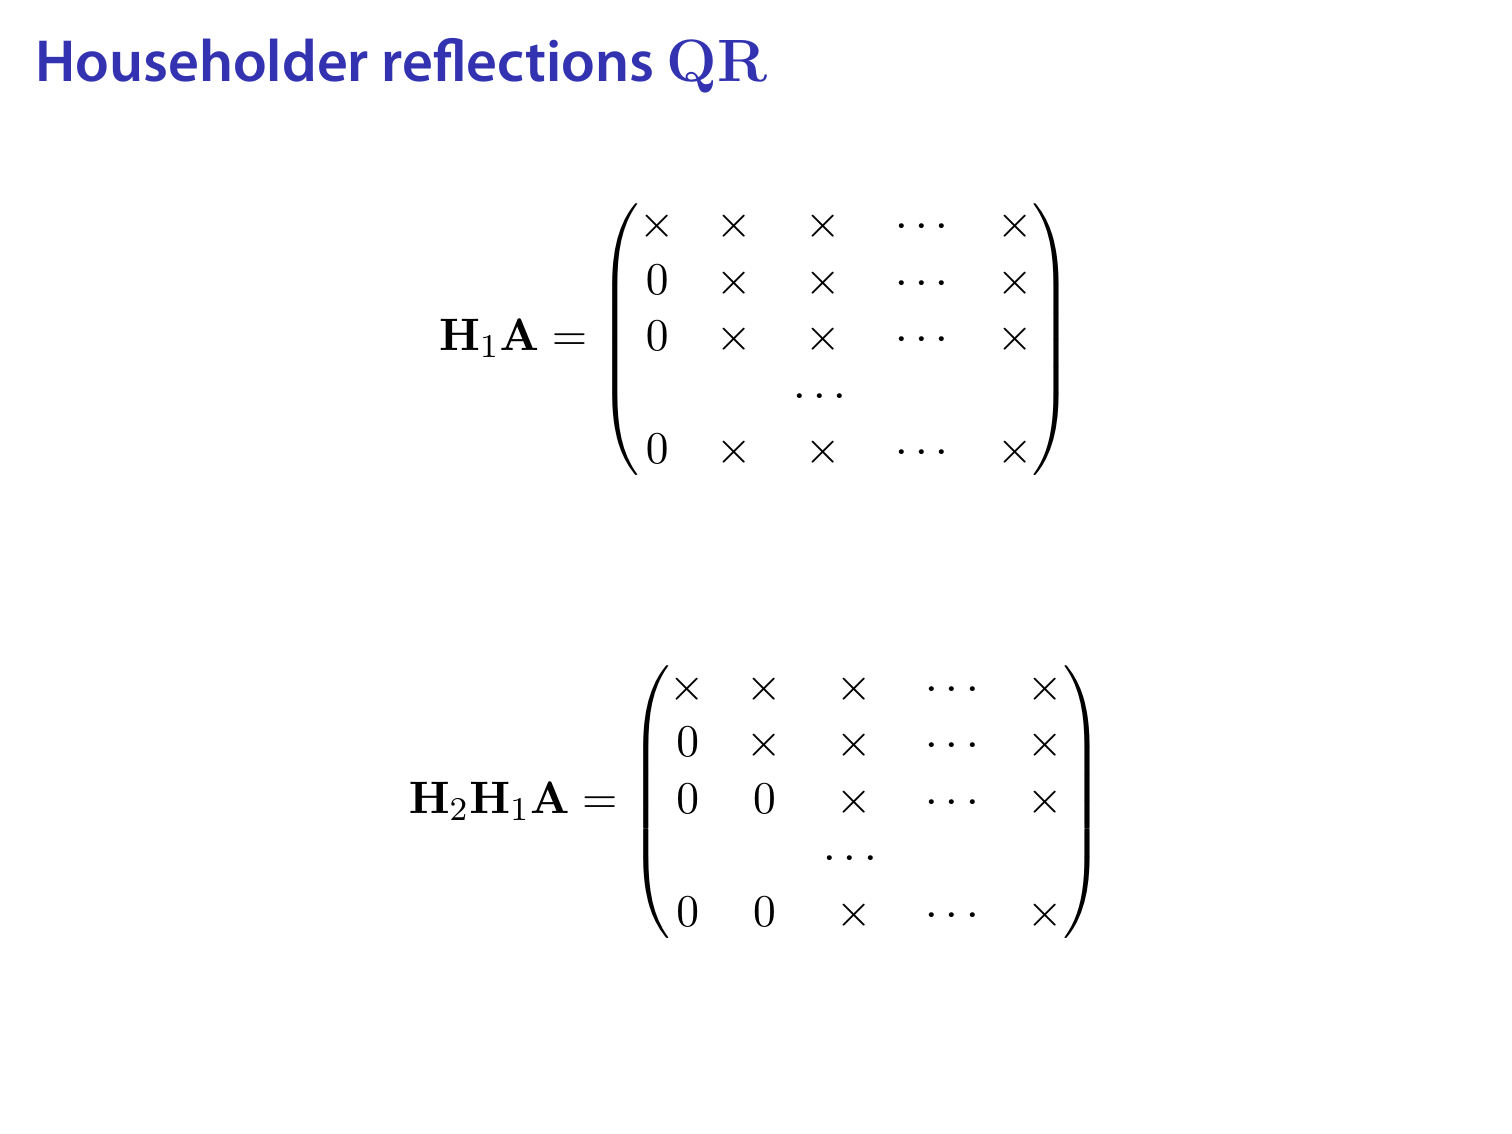 Householder reflections QR
× × × ⋯ ×
0 × × ⋯ ×
H₁A = 0 × × ⋯ ×
⋯
0 × × ⋯ ×
× × × ⋯ ×
0 × × ⋯ ×
H₂H₁A = 0 0 × ⋯ ×
⋯
0 0 × ⋯ ×